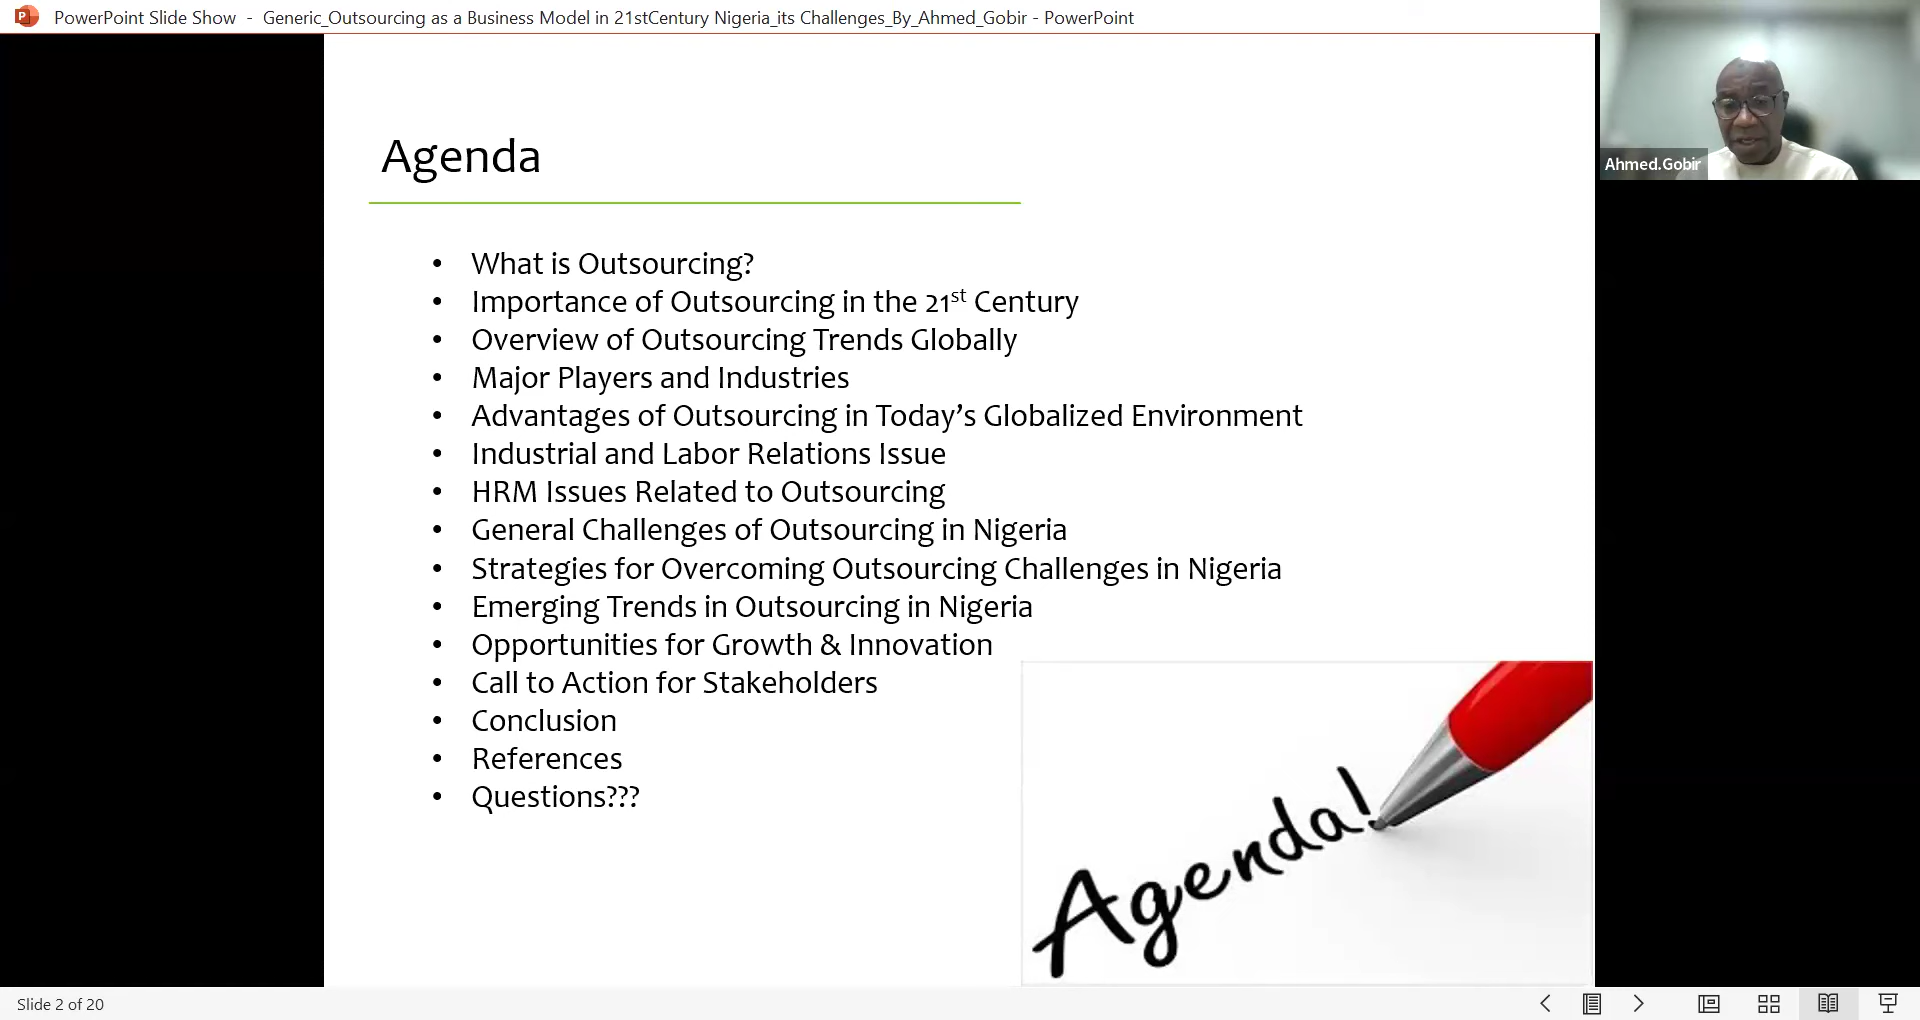 PowerPoint Slide Show - Generic_Outsourcing as a Business Model in 21stCentury Nigeria_its Challenges_By_Ahmed_Gobir - PowerPoint
Ahmed.Gobir
Agenda
• What is Outsourcing?
• Importance of Outsourcing in the 21st Century
• Overview of Outsourcing Trends Globally
• Major Players and Industries
• Advantages of Outsourcing in Today’s Globalized Environment
• Industrial and Labor Relations Issue
• HRM Issues Related to Outsourcing
• General Challenges of Outsourcing in Nigeria
• Strategies for Overcoming Outsourcing Challenges in Nigeria
• Emerging Trends in Outsourcing in Nigeria
• Opportunities for Growth & Innovation
• Call to Action for Stakeholders
• Conclusion
• References
• Questions???
Agenda!
Slide 2 of 20